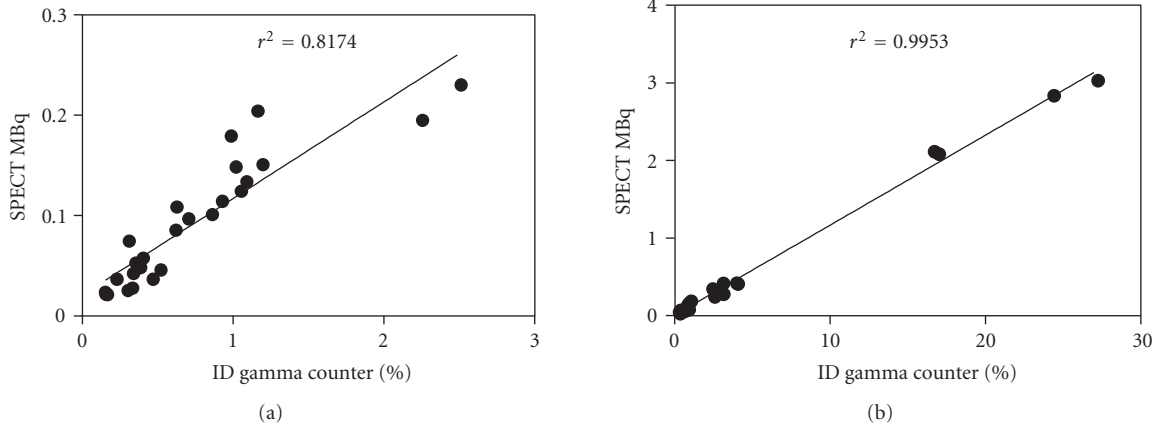 r² = 0.8174
0.3
0.2
0.1
0
SPECT MBq
0
1
2
3
ID gamma counter (%)
(a)
r² = 0.9953
4
3
2
1
0
SPECT MBq
0
10
20
30
ID gamma counter (%)
(b)